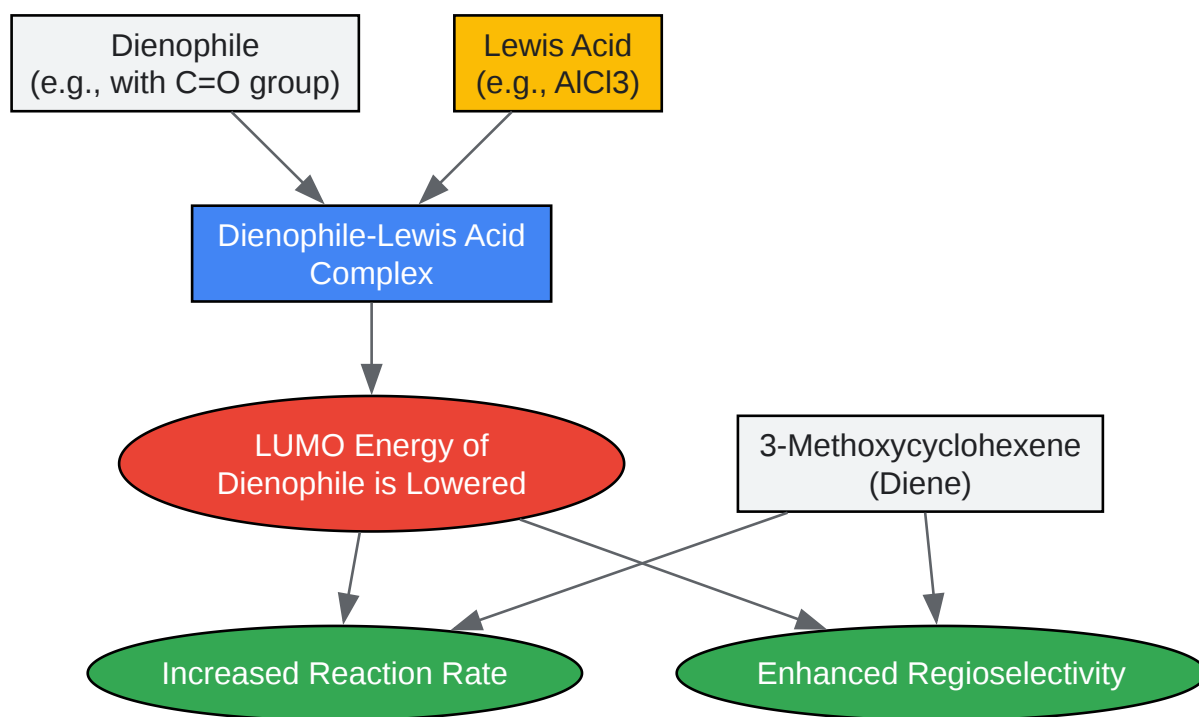 Dienophile
(e.g., with C=O group)
Lewis Acid
(e.g., AlCl3)
Dienophile-Lewis Acid
Complex
LUMO Energy of
Dienophile is Lowered
3-Methoxycyclohexene
(Diene)
Increased Reaction Rate
Enhanced Regioselectivity